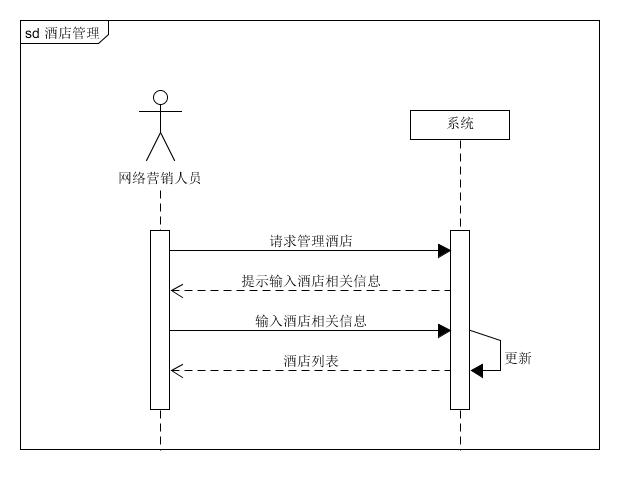 sd 酒店管理
系统
网络营销人员
请求管理酒店
提示输入酒店相关信息
输入酒店相关信息
更新
酒店列表